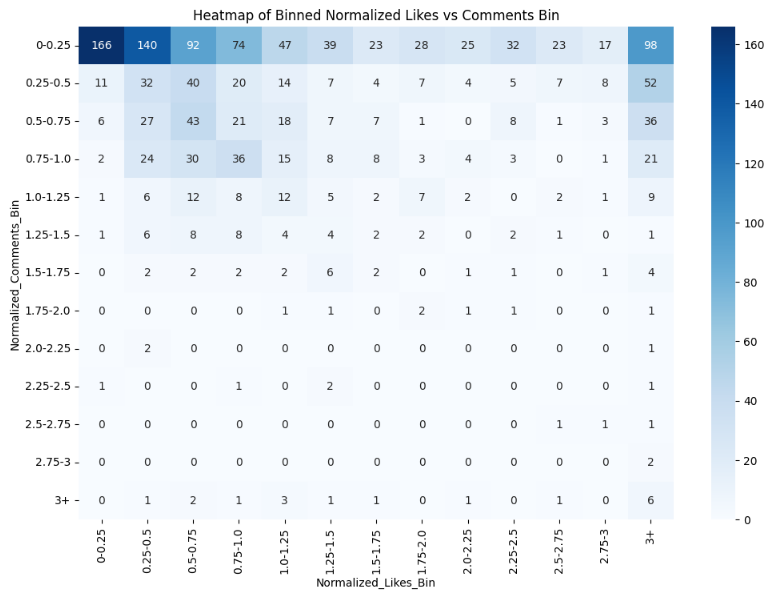 Heatmap of Binned Normalized Likes vs Comments Bin
Normalized_Comments_Bin
0-0.25 166 140 92 74 47 39 23 28 25 32 23 17 98
0.25-0.5 11 32 40 20 14 7 4 7 4 5 7 8 52
0.5-0.75 6 27 43 21 18 7 7 1 0 8 1 3 36
0.75-1.0 2 24 30 36 15 8 8 3 4 3 0 1 21
1.0-1.25 1 6 12 8 12 5 2 7 2 0 2 1 9
1.25-1.5 1 6 8 8 4 4 2 2 0 2 1 0 1
1.5-1.75 0 2 2 2 2 6 2 0 1 1 0 1 4
1.75-2.0 0 0 0 0 1 1 0 2 1 1 0 0 1
2.0-2.25 0 2 0 0 0 0 0 0 0 0 0 0 1
2.25-2.5 1 0 0 1 0 2 0 0 0 0 0 0 1
2.5-2.75 0 0 0 0 0 0 0 0 0 0 1 1 1
2.75-3 0 0 0 0 0 0 0 0 0 0 0 0 2
3+ 0 1 2 1 3 1 1 0 1 0 1 0 6
0-0.25 0.25-0.5 0.5-0.75 0.75-1.0 1.0-1.25 1.25-1.5 1.5-1.75 1.75-2.0 2.0-2.25 2.25-2.5 2.5-2.75 2.75-3 3+
Normalized_Likes_Bin
160
140
120
100
80
60
40
20
0